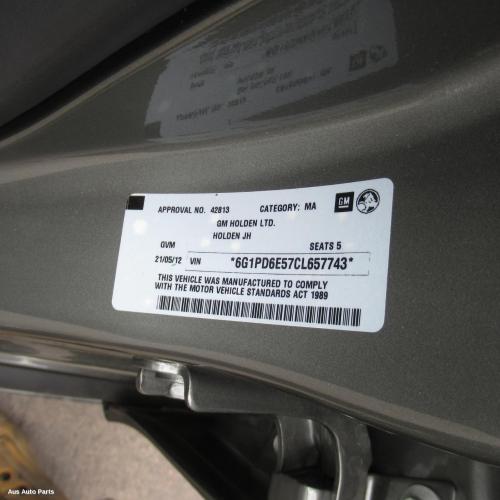 APPROVAL NO. 42813 CATEGORY: MA GM
GM HOLDEN LTD.
HOLDEN JH
GVM SEATS 5
21/05/12 VIN *6G1PD6E57CL657743*
THIS VEHICLE WAS MANUFACTURED TO COMPLY
WITH THE MOTOR VEHICLE STANDARDS ACT 1989
Aus Auto Parts